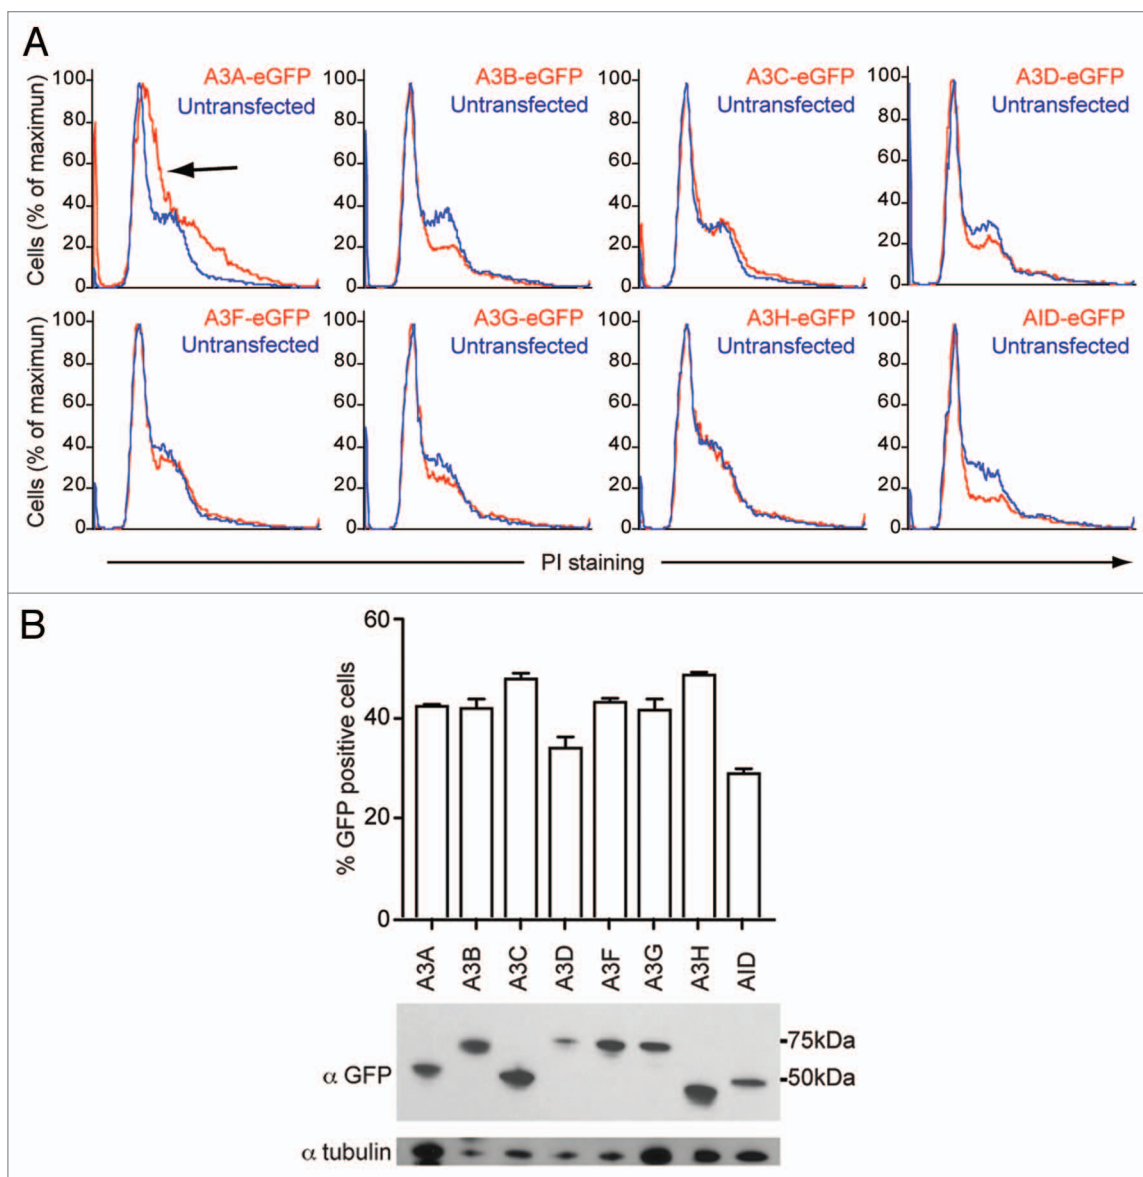 A
A3A-eGFP
Untransfected
A3B-eGFP
Untransfected
A3C-eGFP
Untransfected
A3D-eGFP
Untransfected
Cells (% of maximun)
100
80
60
40
20
0
100
80
60
40
20
0
100
80
60
40
20
0
100
80
60
40
20
0
A3F-eGFP
Untransfected
A3G-eGFP
Untransfected
A3H-eGFP
Untransfected
AID-eGFP
Untransfected
Cells (% of maximun)
100
80
60
40
20
0
100
80
60
40
20
0
100
80
60
40
20
0
100
80
60
40
20
0
PI staining
B
% GFP positive cells
60
40
20
0
A3A
A3B
A3C
A3D
A3F
A3G
A3H
AID
α GFP
75kDa
50kDa
α tubulin